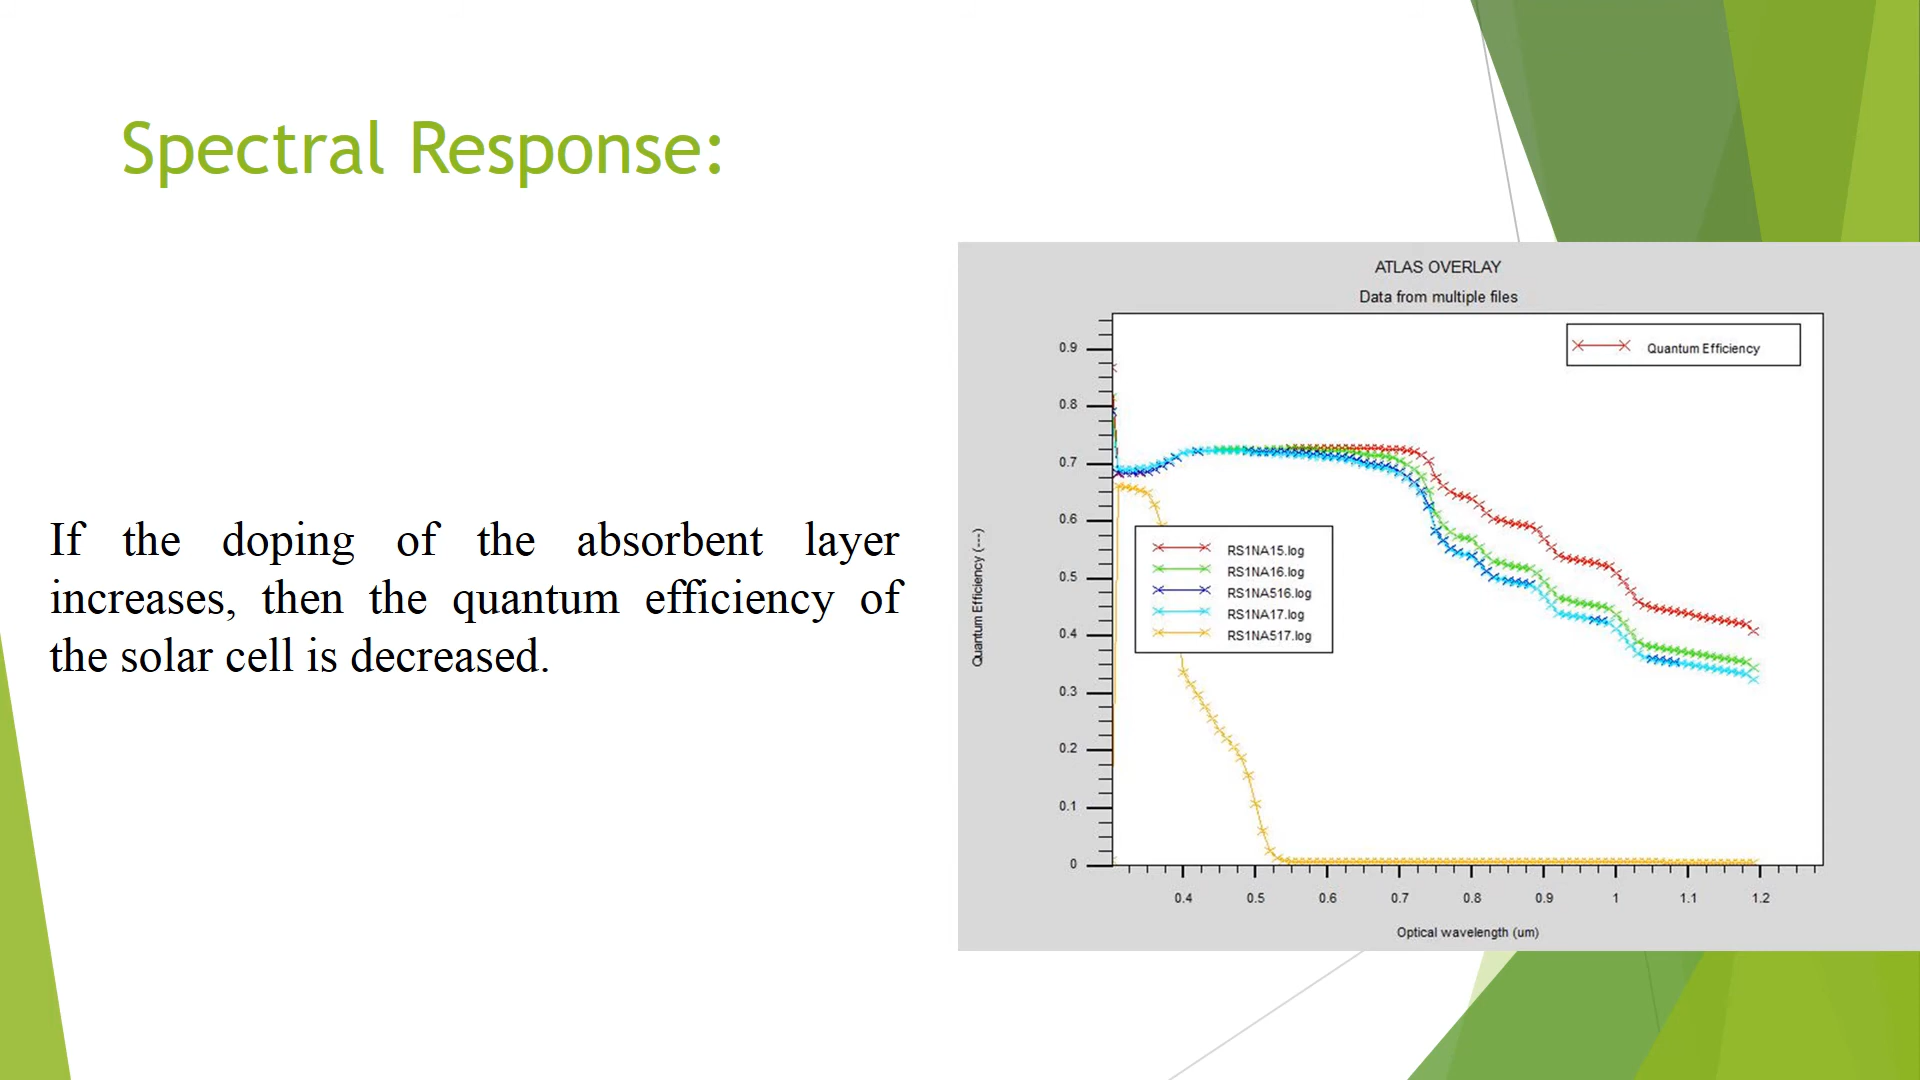 Spectral Response:
If the doping of the absorbent layer
increases, then the quantum efficiency of
the solar cell is decreased.
ATLAS OVERLAY
Data from multiple files
Quantum Efficiency
Quantum Efficiency (---)
0.9
0.8
0.7
0.6
0.5
0.4
0.3
0.2
0.1
0
RS1NA15.log
RS1NA16.log
RS1NA516.log
RS1NA17.log
RS1NA517.log
0.4 0.5 0.6 0.7 0.8 0.9 1 1.1 1.2
Optical wavelength (um)